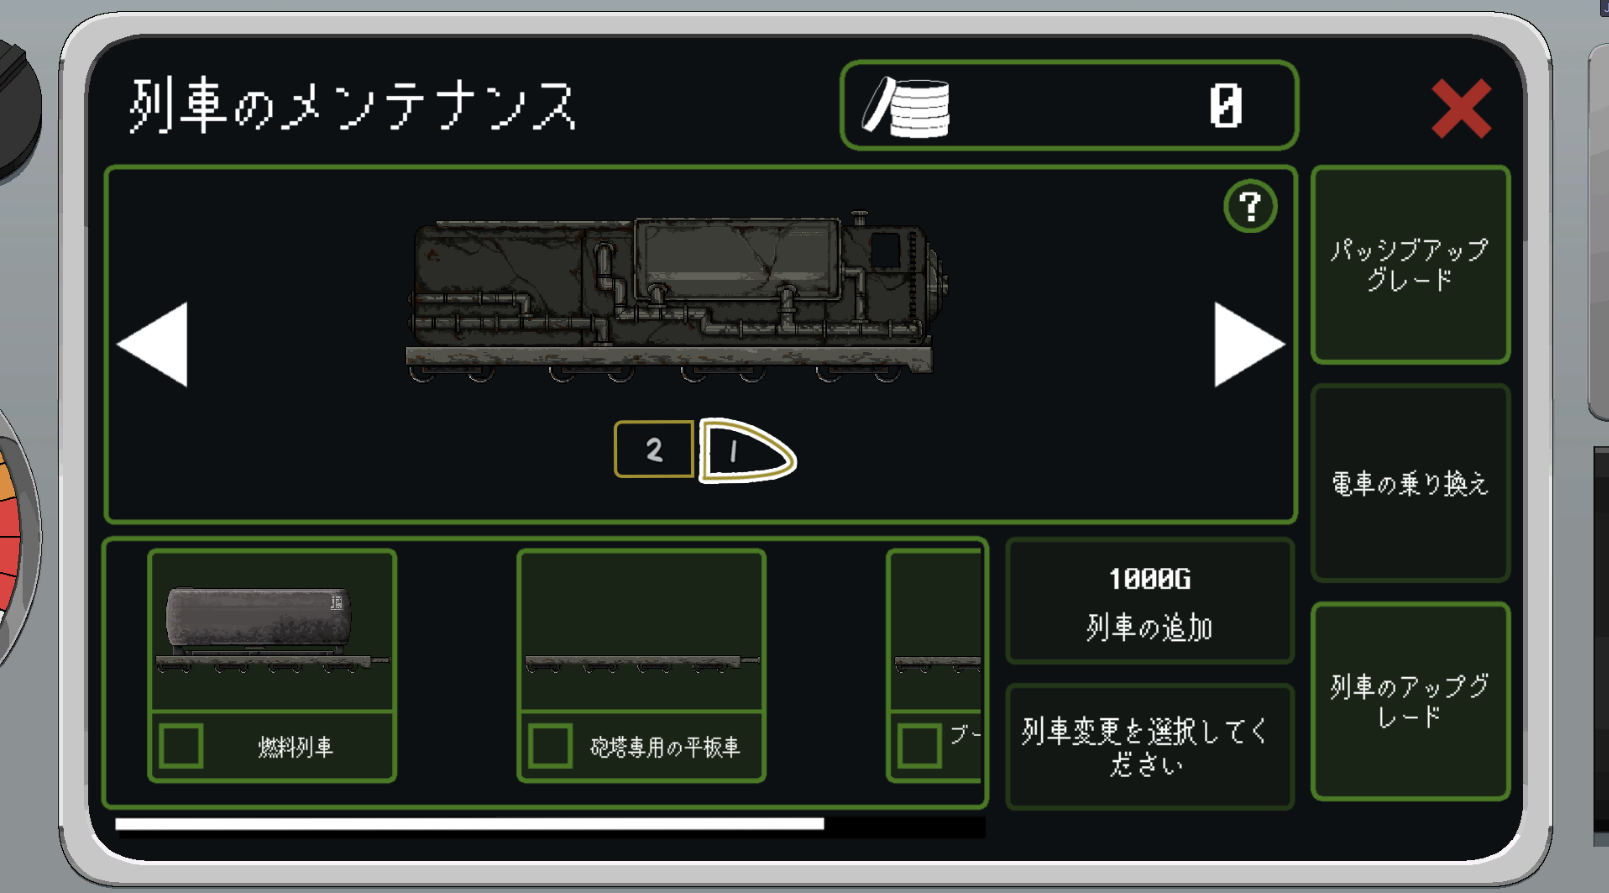 列車のメンテナンス
0
?
パッシブアップ
グレード
2
1
電車の乗り換え
1000G
列車の追加
燃料列車
砲塔専用の平板車
ブー
列車変更を選択してく
ださい
列車のアップグ
レード